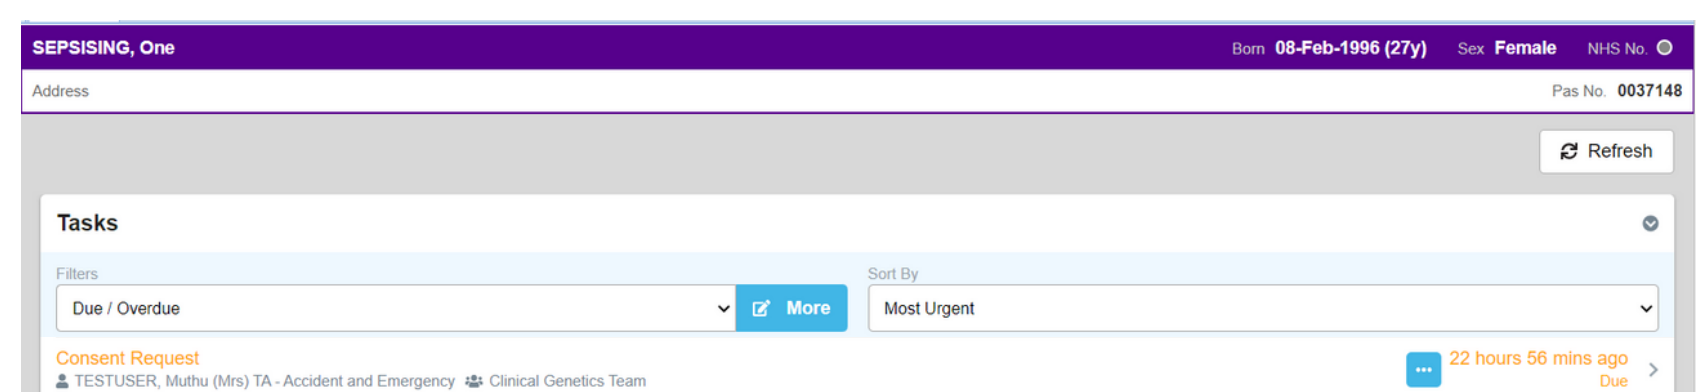 SEPSISING, One
Born 08-Feb-1996 (27y) Sex Female NHS No.
Address
Pas No. 0037148
Refresh
Tasks
Filters
Sort By
Due / Overdue
More
Most Urgent
Consent Request
22 hours 56 mins ago
TESTUSER, Muthu (Mrs) TA - Accident and Emergency Clinical Genetics Team
Due